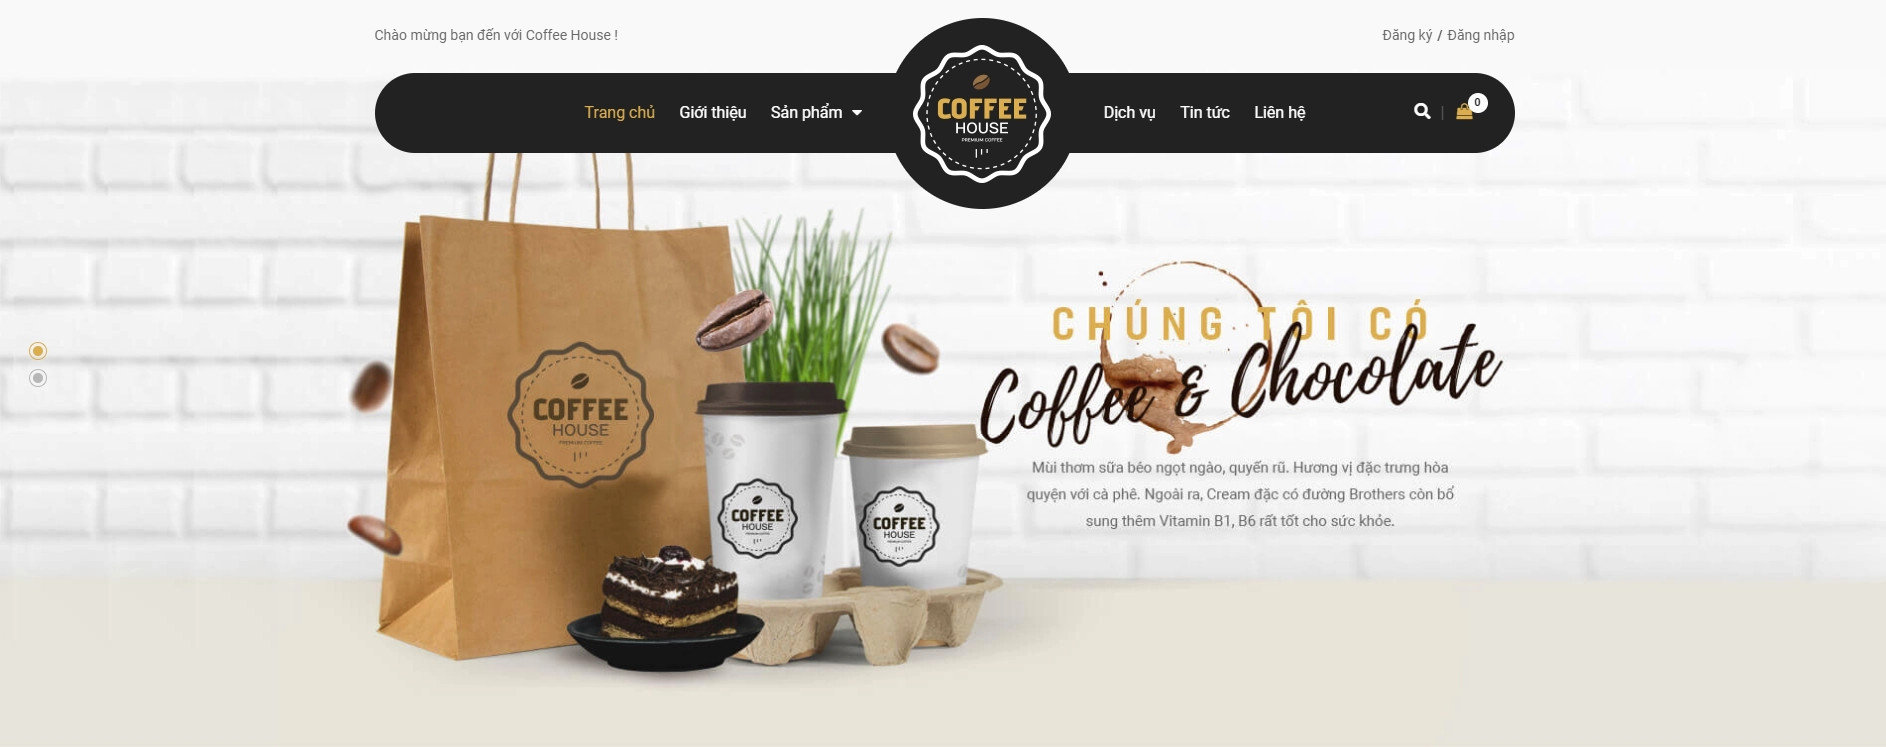 Chào mừng bạn đến với Coffee House !
Đăng ký / Đăng nhập
Trang chủ
Giới thiệu
Sản phẩm
COFFEE
HOUSE
PREMIUM COFFEE
Dịch vụ
Tin tức
Liên hệ
0
CHÚNG TÔI CÓ
Coffee & Chocolate
Mùi thơm sữa béo ngọt ngào, quyến rũ. Hương vị đặc trưng hòa
quyện với cà phê. Ngoài ra, Cream đặc có đường Brothers còn bổ
sung thêm Vitamin B1, B6 rất tốt cho sức khỏe.
COFFEE
HOUSE
PREMIUM COFFEE
COFFEE
HOUSE
PREMIUM COFFEE
COFFEE
HOUSE
PREMIUM COFFEE